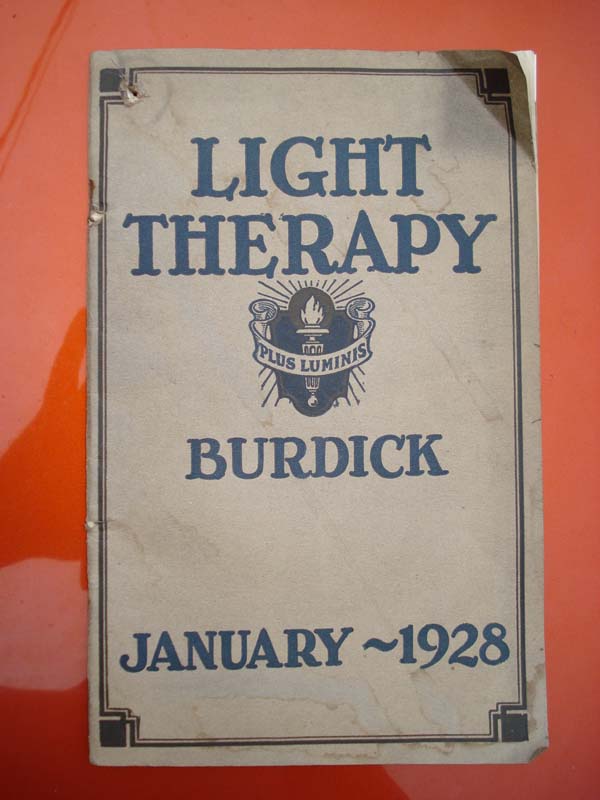 LIGHT
THERAPY
PLUS LUMINIS
BURDICK
JANUARY ~ 1928